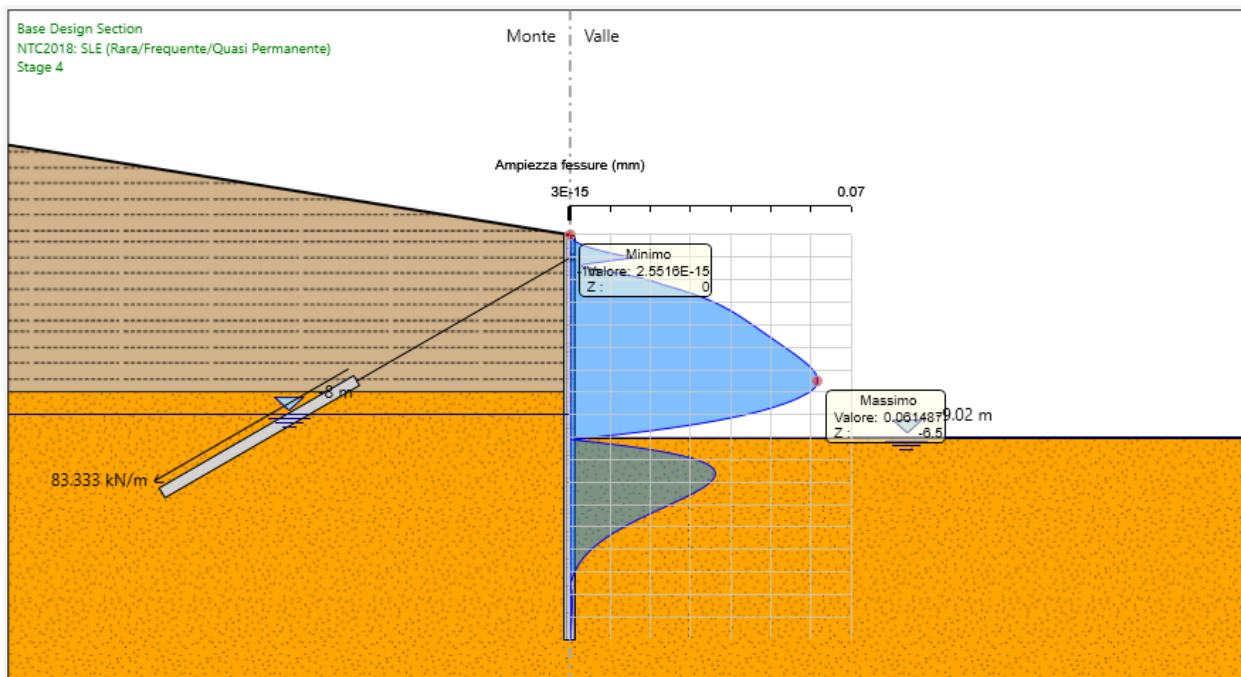 Base Design Section
NTC2018: SLE (Rara/Frequente/Quasi Permanente)
Stage 4
Monte
Valle
Ampiezza fessure (mm)
3E-15
0.07
Minimo
Valore: 2.5516E-15
Z :
0
-8 m
Massimo
Valore: 0.061487
Z :
-6.5
-9.02 m
83.333 kN/m